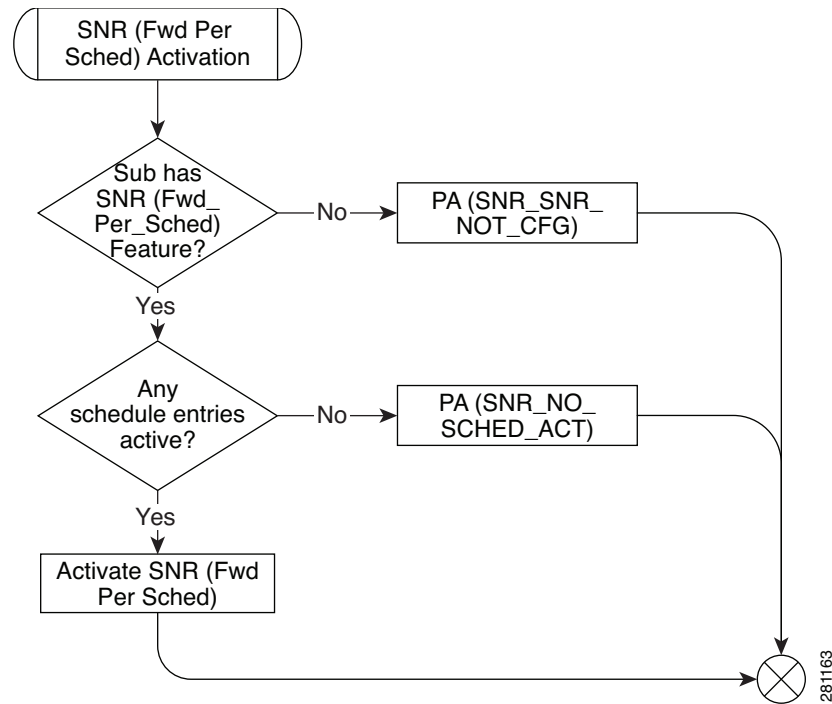 SNR (Fwd Per
Sched) Activation
Sub has
SNR (Fwd_
Per_Sched)
Feature?
No
PA (SNR_SNR_
NOT_CFG)
Yes
Any
schedule entries
active?
No
PA (SNR_NO_
SCHED_ACT)
Yes
Activate SNR (Fwd
Per Sched)
281163